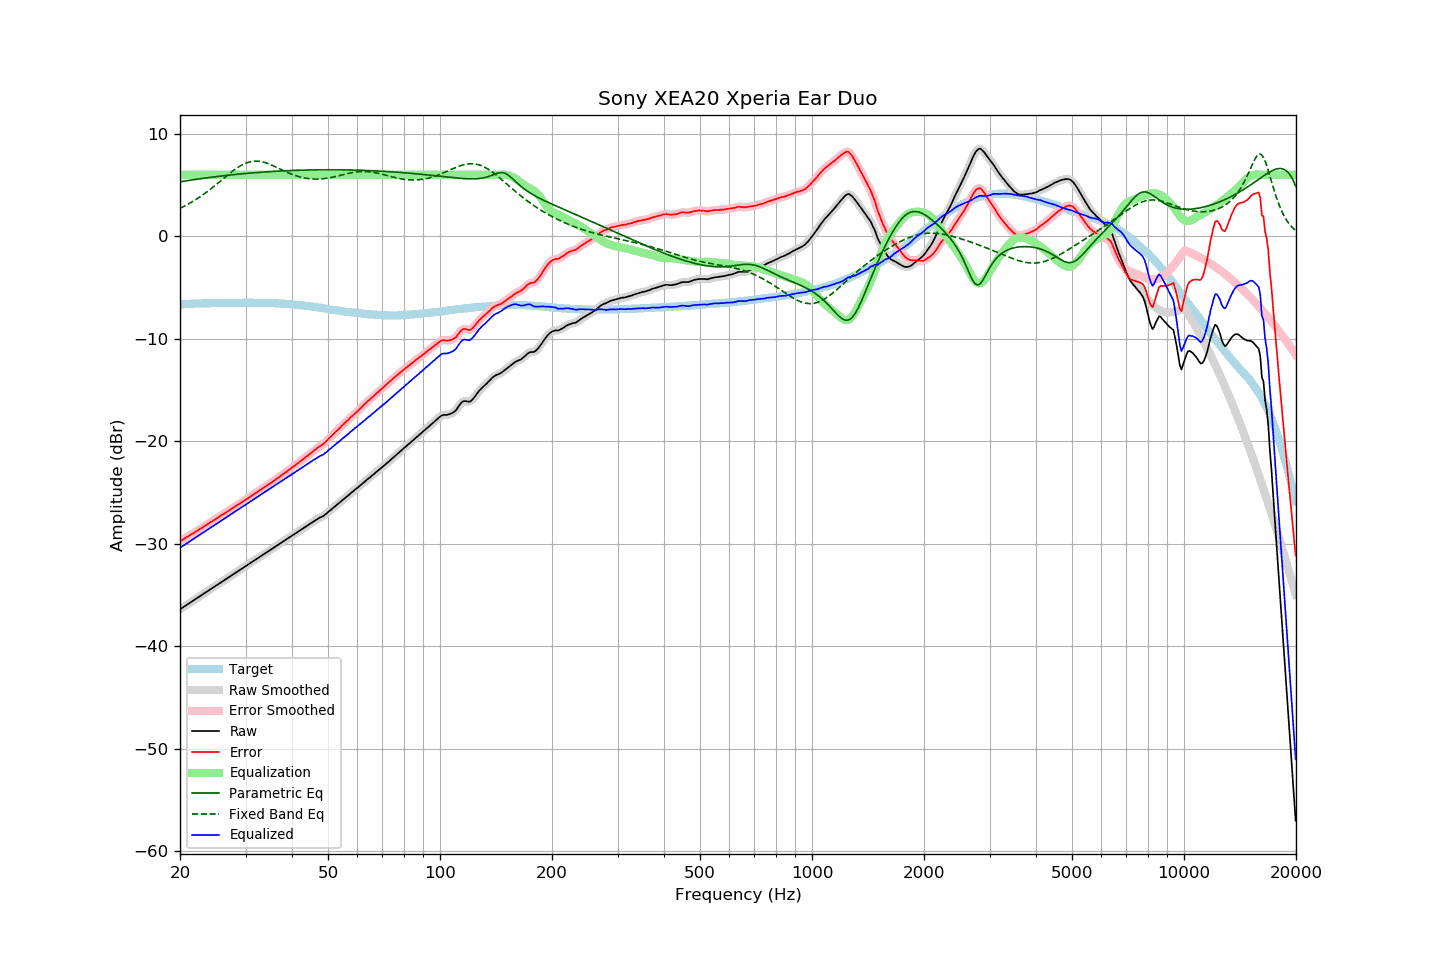 Sony XEA20 Xperia Ear Duo
Amplitude (dBr)
10
0
−10
−20
−30
−40
−50
−60
Target
Raw Smoothed
Error Smoothed
Raw
Error
Equalization
Parametric Eq
Fixed Band Eq
Equalized
20 50 100 200 500 1000 2000 5000 10000 20000
Frequency (Hz)